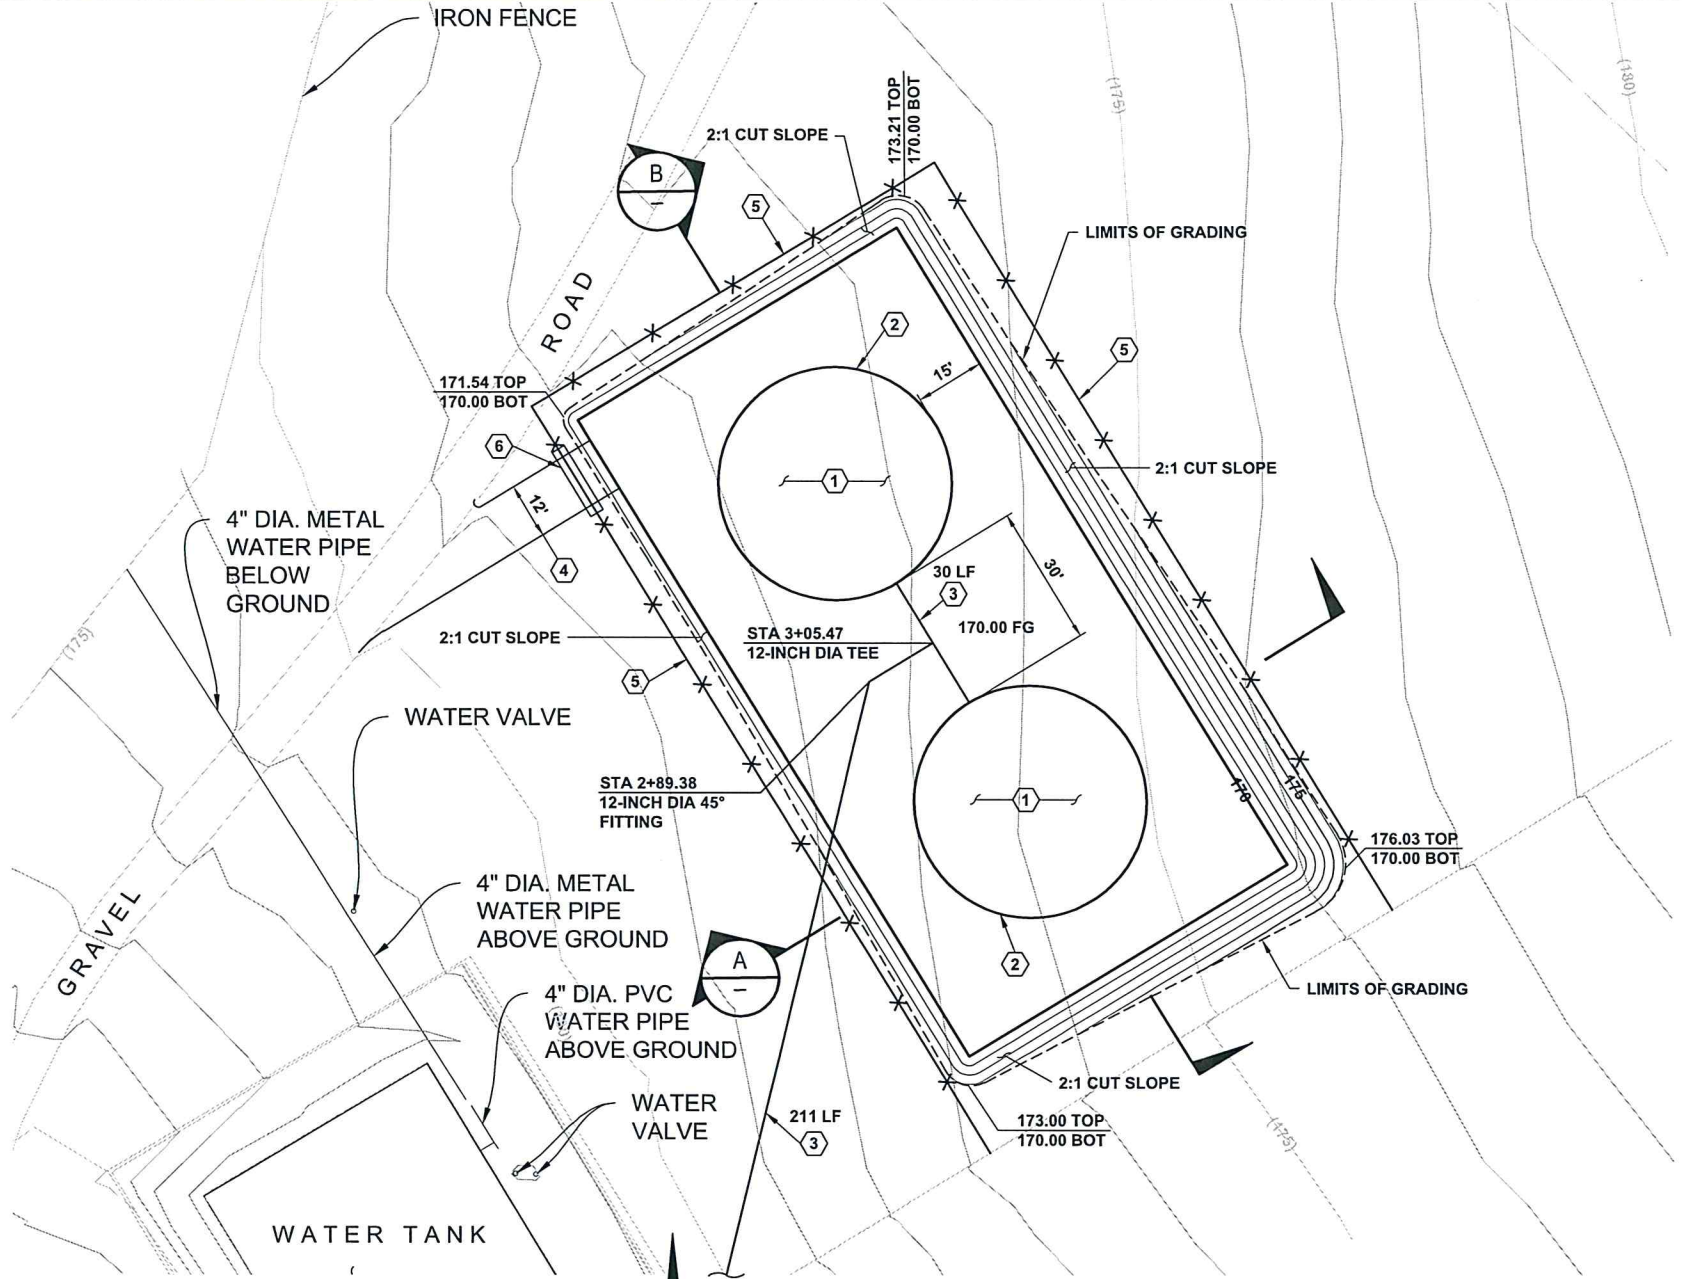 IRON FENCE
(175)
(180)
173.21 TOP
170.00 BOT
2:1 CUT SLOPE
B
5
LIMITS OF GRADING
ROAD
2
5
15'
171.54 TOP
170.00 BOT
6
2:1 CUT SLOPE
1
12'
4" DIA. METAL
WATER PIPE
BELOW
GROUND
4
30 LF
3
30'
(175)
2:1 CUT SLOPE
STA 3+05.47
12-INCH DIA TEE
170.00 FG
5
WATER VALVE
STA 2+89.38
12-INCH DIA 45°
FITTING
1
170
175
176.03 TOP
170.00 BOT
GRAVEL
4" DIA. METAL
WATER PIPE
ABOVE GROUND
A
2
LIMITS OF GRADING
4" DIA. PVC
WATER PIPE
ABOVE GROUND
2:1 CUT SLOPE
WATER
VALVE
211 LF
3
173.00 TOP
170.00 BOT
(175)
WATER TANK